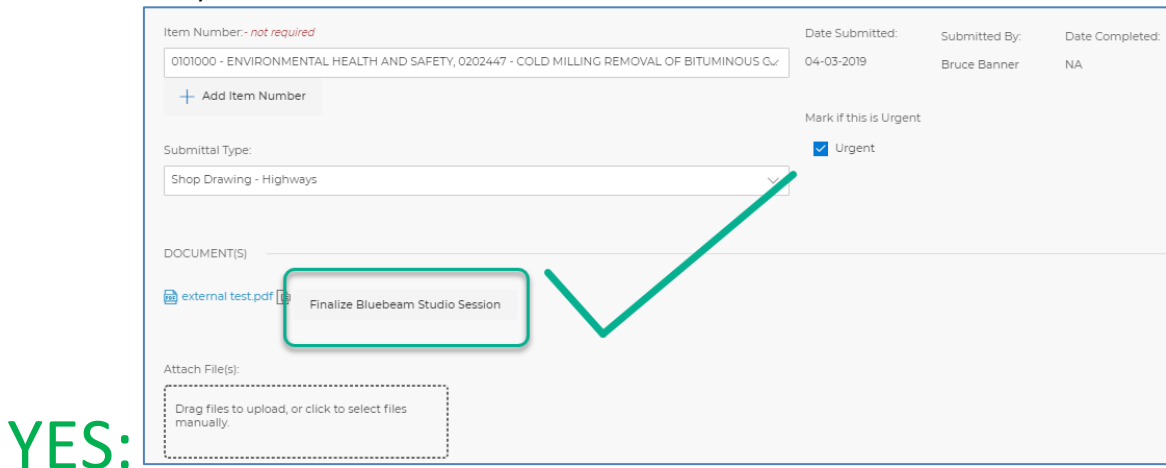 Item Number:- not required
Date Submitted:
Submitted By:
Date Completed:
0101000 - ENVIRONMENTAL HEALTH AND SAFETY, 0202447 - COLD MILLING REMOVAL OF BITUMINOUS C
04-03-2019
Bruce Banner
NA
+ Add Item Number
Mark if this is Urgent
Urgent
Submittal Type:
Shop Drawing - Highways
DOCUMENT(S)
external test.pdf
Finalize Bluebeam Studio Session
Attach File(s):
Drag files to upload, or click to select files
manually.
YES: